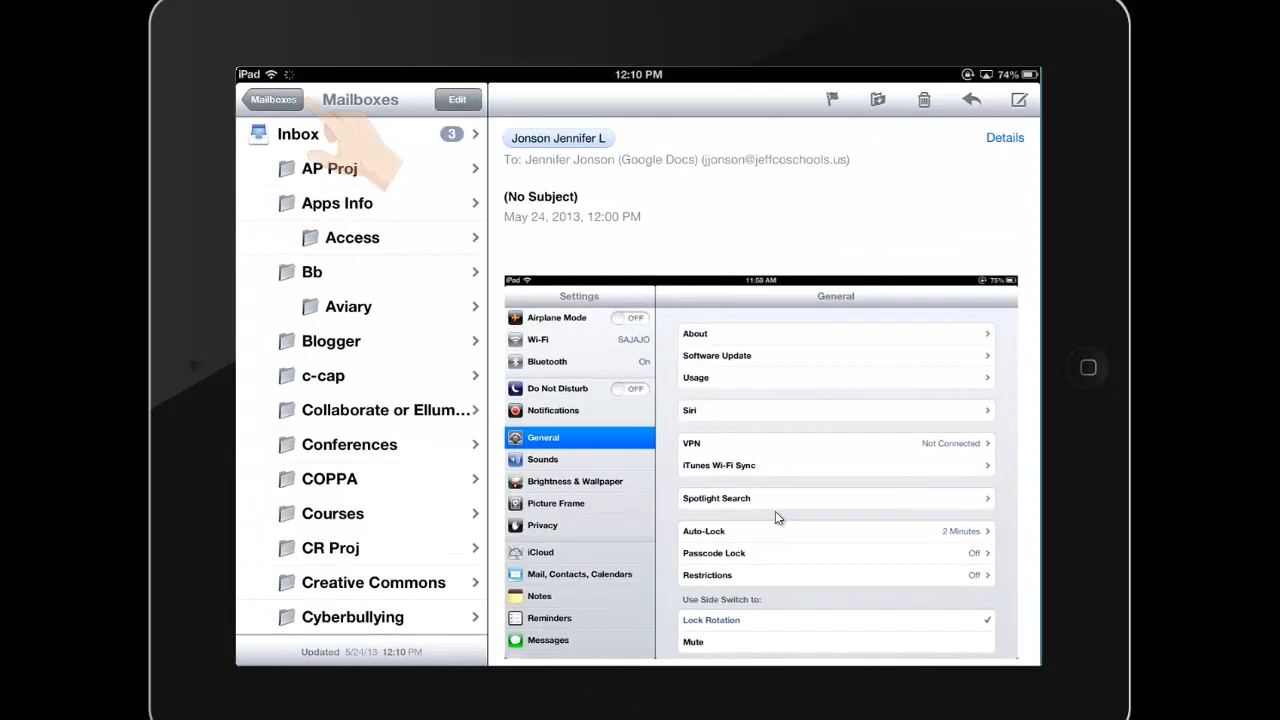 iPad 12:10 PM 74%
Mailboxes Mailboxes Edit
Inbox 3
AP Proj
Apps Info
Access
Bb
Aviary
Blogger
c-cap
Collaborate or Ellum...
Conferences
COPPA
Courses
CR Proj
Creative Commons
Cyberbullying
Updated 5/24/13 12:10 PM
Jonson Jennifer L Details
To: Jennifer Jonson (Google Docs) (jjonson@jeffcoschools.us)
(No Subject)
May 24, 2013, 12:00 PM
iPad 11:58 AM 75%
Settings
Airplane Mode OFF
Wi-Fi SAJAJO
Bluetooth On
Do Not Disturb OFF
Notifications
General
Sounds
Brightness & Wallpaper
Picture Frame
Privacy
iCloud
Mail, Contacts, Calendars
Notes
Reminders
Messages
General
About
Software Update
Usage
Siri
VPN Not Connected
iTunes Wi-Fi Sync
Spotlight Search
Auto-Lock 2 Minutes
Passcode Lock Off
Restrictions Off
Use Side Switch to:
Lock Rotation
Mute